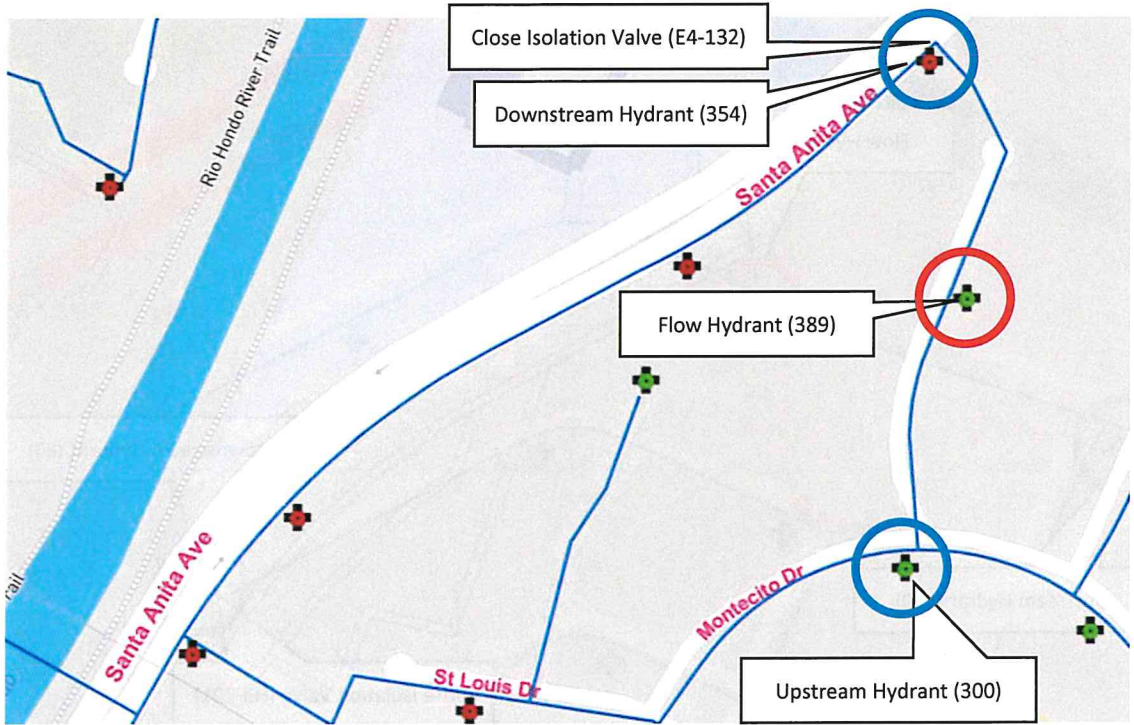 Close Isolation Valve (E4-132)
Downstream Hydrant (354)
Rio Hondo River Trail
Santa Anita Ave
Flow Hydrant (389)
Santa Anita Ave
Montecito Dr
St Louis Dr
Upstream Hydrant (300)